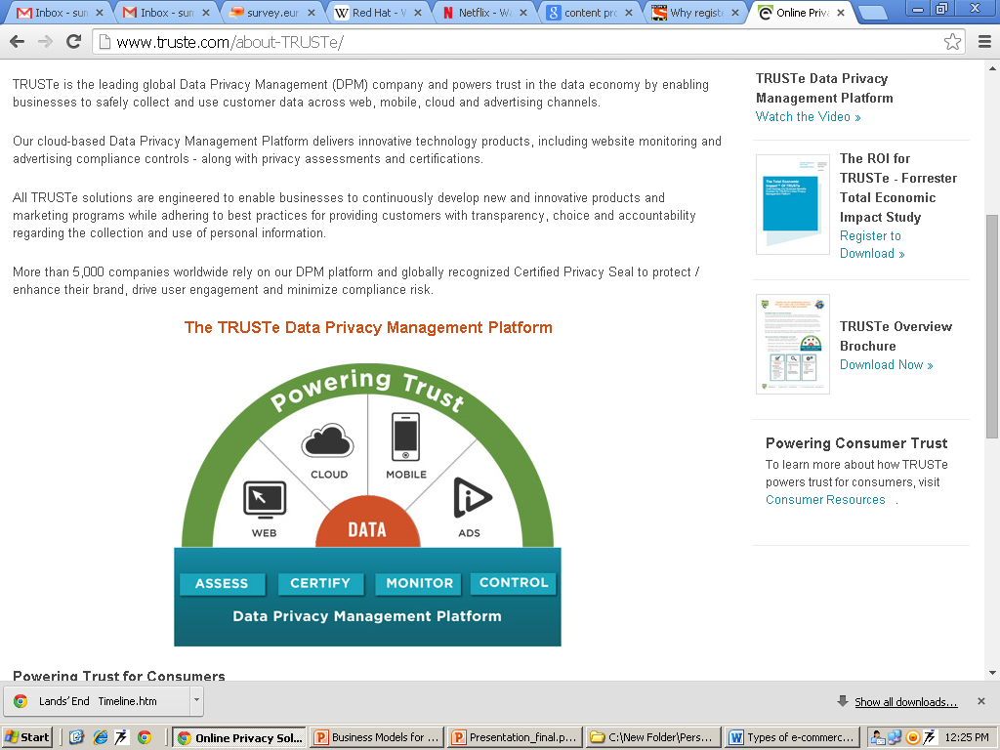 Inbox - sun
Inbox - sun
survey.eur
Red Hat - W
Netflix - Wa
content pro
Why registe
Online Priva
www.truste.com/about-TRUSTe/
TRUSTe is the leading global Data Privacy Management (DPM) company and powers trust in the data economy by enabling
businesses to safely collect and use customer data across web, mobile, cloud and advertising channels.
Our cloud-based Data Privacy Management Platform delivers innovative technology products, including website monitoring and
advertising compliance controls - along with privacy assessments and certifications.
All TRUSTe solutions are engineered to enable businesses to continuously develop new and innovative products and
marketing programs while adhering to best practices for providing customers with transparency, choice and accountability
regarding the collection and use of personal information.
More than 5,000 companies worldwide rely on our DPM platform and globally recognized Certified Privacy Seal to protect /
enhance their brand, drive user engagement and minimize compliance risk.
The TRUSTe Data Privacy Management Platform
Powering Trust
CLOUD
MOBILE
WEB
DATA
ADS
ASSESS
CERTIFY
MONITOR
CONTROL
Data Privacy Management Platform
Powering Trust for Consumers
TRUSTe Data Privacy
Management Platform
Watch the Video »
The ROI for
TRUSTe - Forrester
Total Economic
Impact Study
Register to
Download »
TRUSTe Overview
Brochure
Download Now »
Powering Consumer Trust
To learn more about how TRUSTe
powers trust for consumers, visit
Consumer Resources .
Lands' End Timeline.htm
Show all downloads...
Start
Online Privacy Sol...
Business Models for ...
Presentation_final.p...
C:\New Folder\Pers...
Types of e-commerc...
12:25 PM